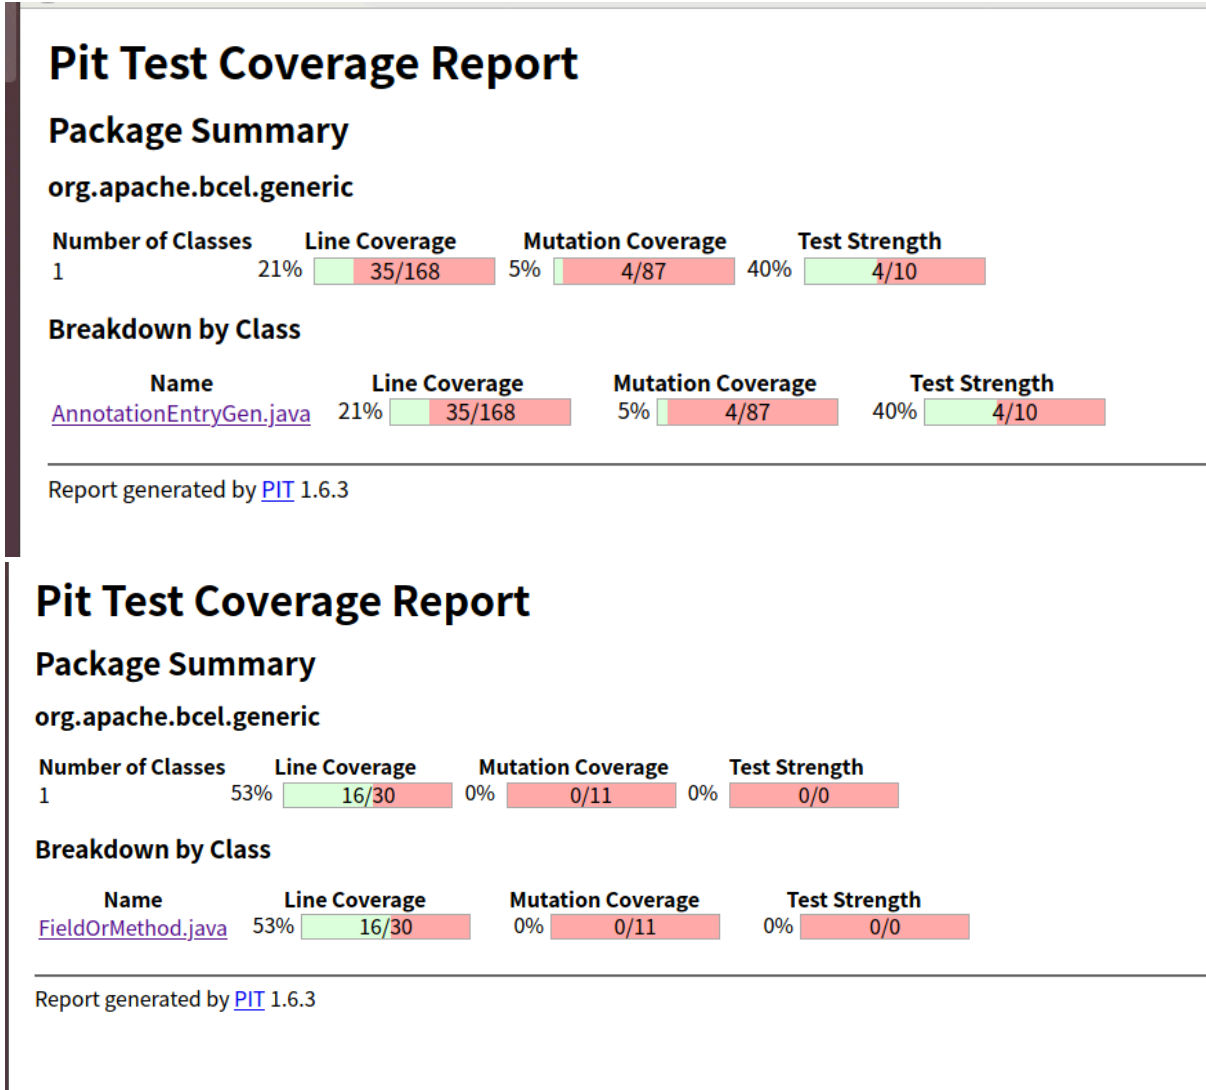 Pit Test Coverage Report
Package Summary
org.apache.bcel.generic
Number of Classes Line Coverage Mutation Coverage Test Strength
1 21% 35/168 5% 4/87 40% 4/10
Breakdown by Class
Name Line Coverage Mutation Coverage Test Strength
AnnotationEntryGen.java 21% 35/168 5% 4/87 40% 4/10
Report generated by PIT 1.6.3
Pit Test Coverage Report
Package Summary
org.apache.bcel.generic
Number of Classes Line Coverage Mutation Coverage Test Strength
1 53% 16/30 0% 0/11 0% 0/0
Breakdown by Class
Name Line Coverage Mutation Coverage Test Strength
FieldOrMethod.java 53% 16/30 0% 0/11 0% 0/0
Report generated by PIT 1.6.3